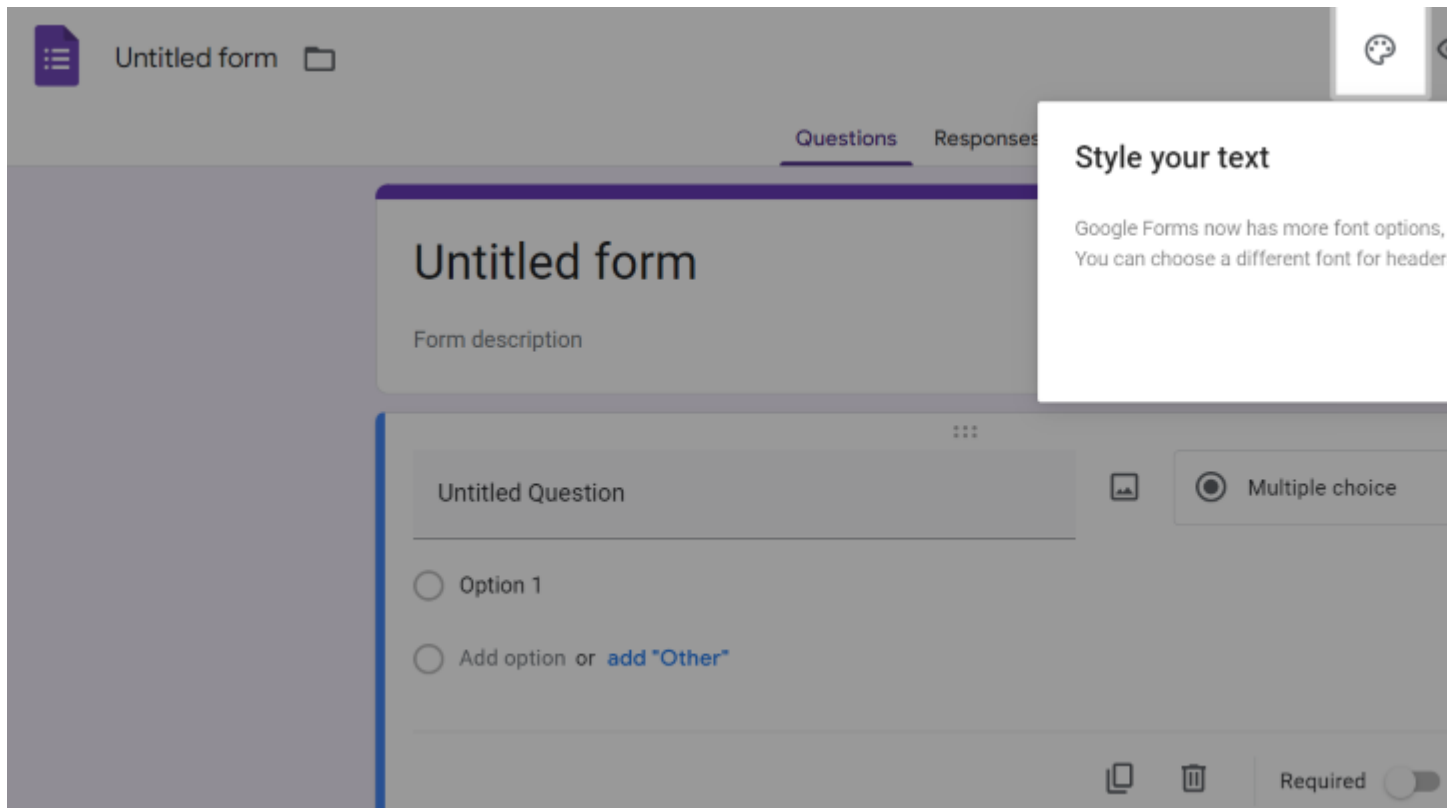 Untitled form
Questions Responses
Style your text
Google Forms now has more font options,
You can choose a different font for header
Untitled form
Form description
Untitled Question
Multiple choice
Option 1
Add option or add "Other"
Required